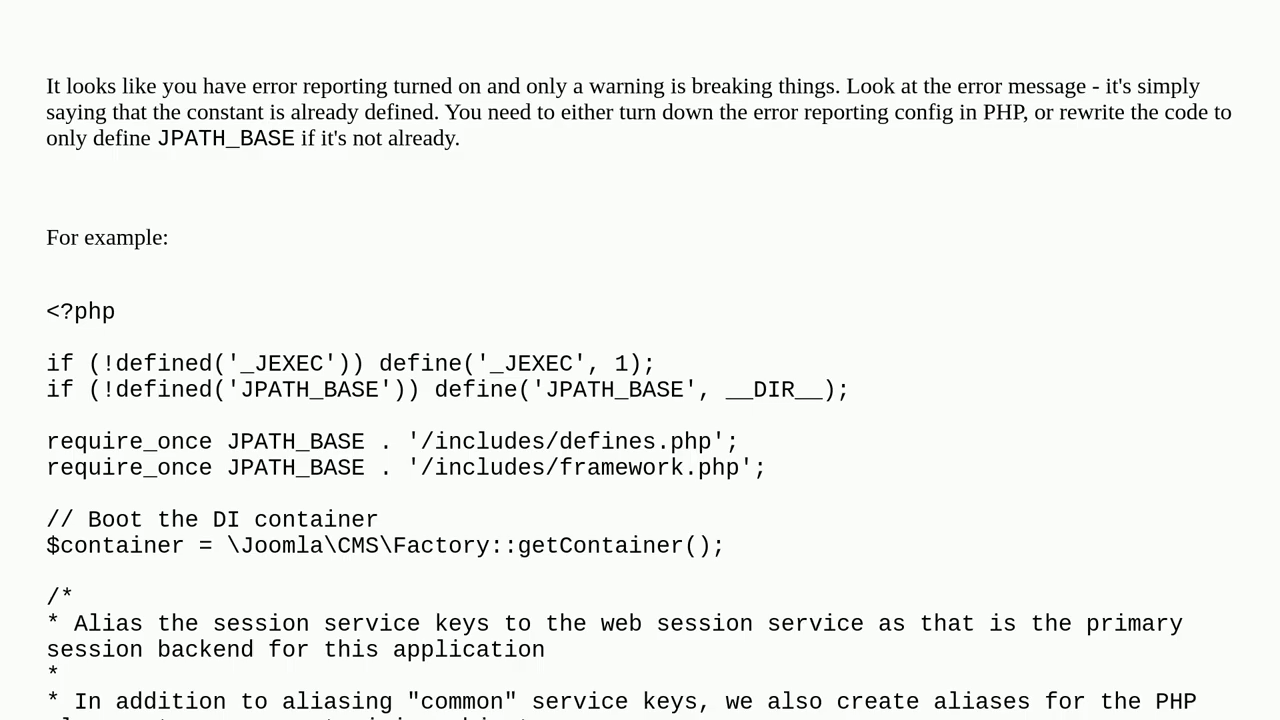 It looks like you have error reporting turned on and only a warning is breaking things. Look at the error message - it's simply
saying that the constant is already defined. You need to either turn down the error reporting config in PHP, or rewrite the code to
only define JPATH_BASE if it's not already.
For example:
<?php
if (!defined('_JEXEC')) define('_JEXEC', 1);
if (!defined('JPATH_BASE')) define('JPATH_BASE', __DIR__);
require_once JPATH_BASE . '/includes/defines.php';
require_once JPATH_BASE . '/includes/framework.php';
// Boot the DI container
$container = \Joomla\CMS\Factory::getContainer();
/*
* Alias the session service keys to the web session service as that is the primary
session backend for this application
*
* In addition to aliasing "common" service keys, we also create aliases for the PHP